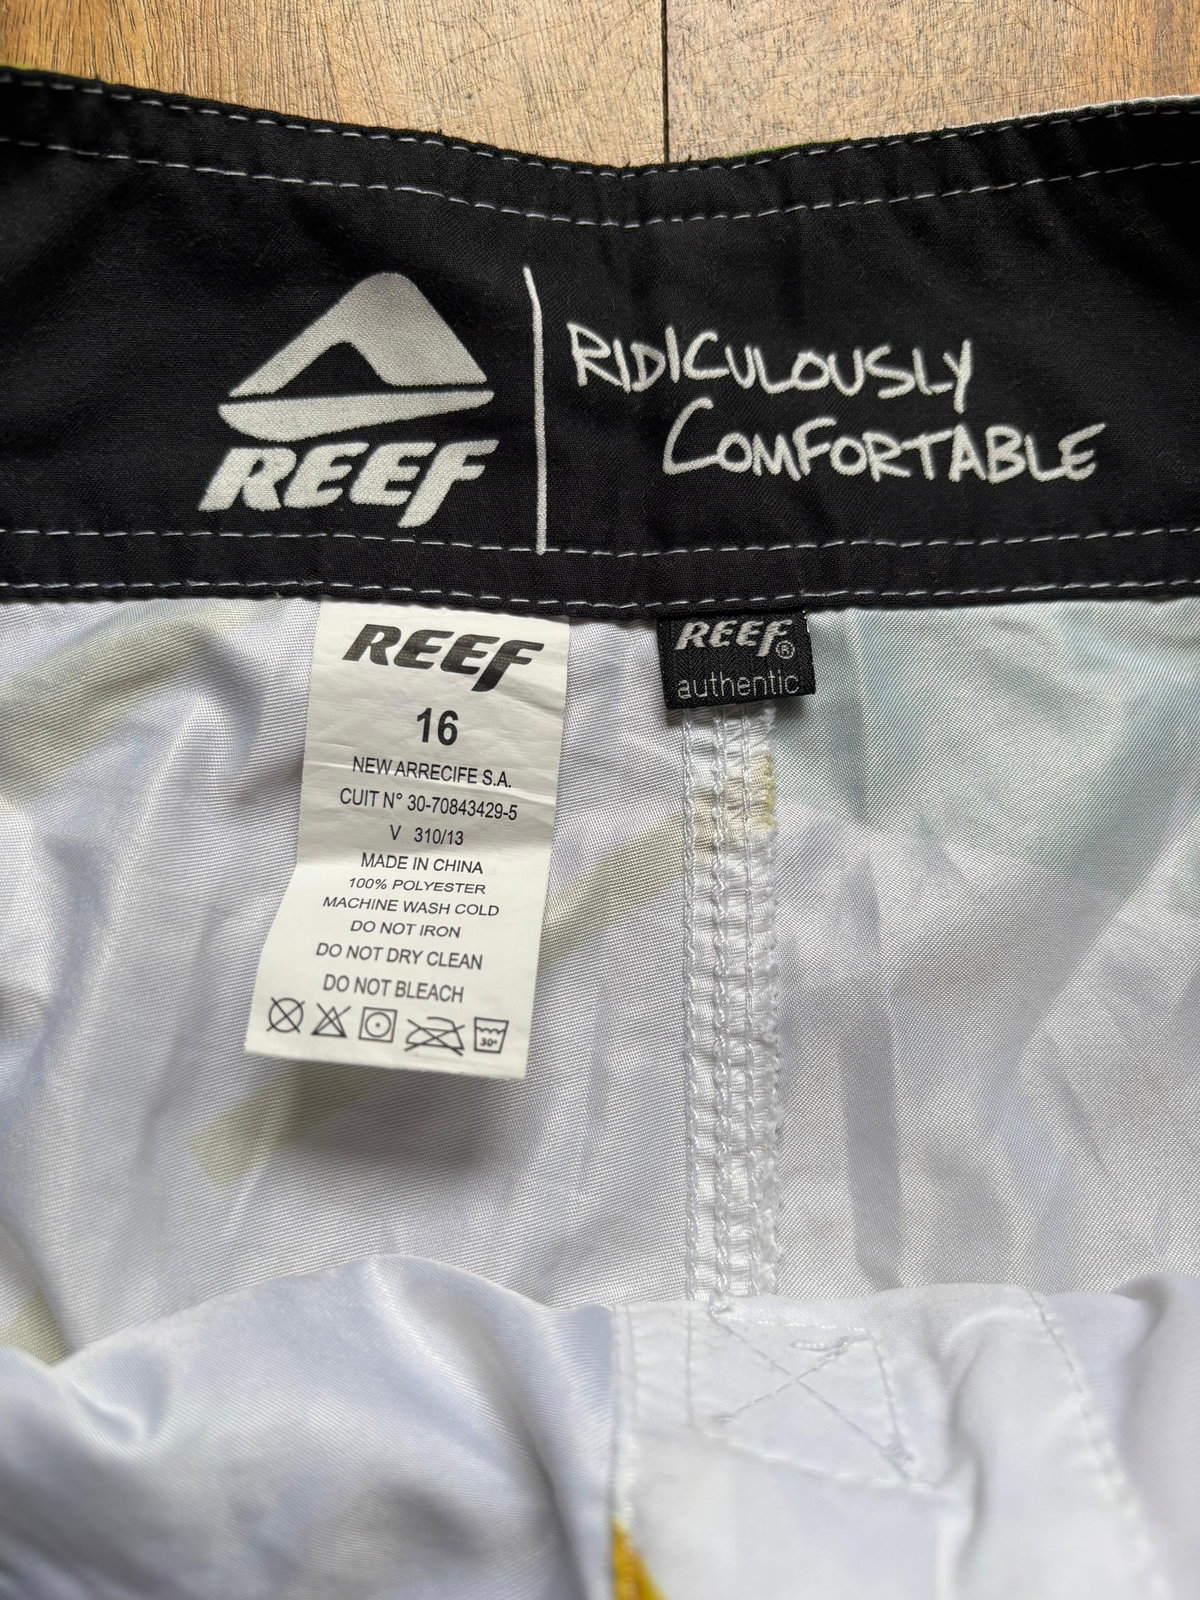 REEF
RIDICULOUSLY
COMFORTABLE
REEF
16
NEW ARRECIFE S.A.
CUIT N° 30-70843429-5
V 310/13
MADE IN CHINA
100% POLYESTER
MACHINE WASH COLD
DO NOT IRON
DO NOT DRY CLEAN
DO NOT BLEACH
30°
REEF®
authentic